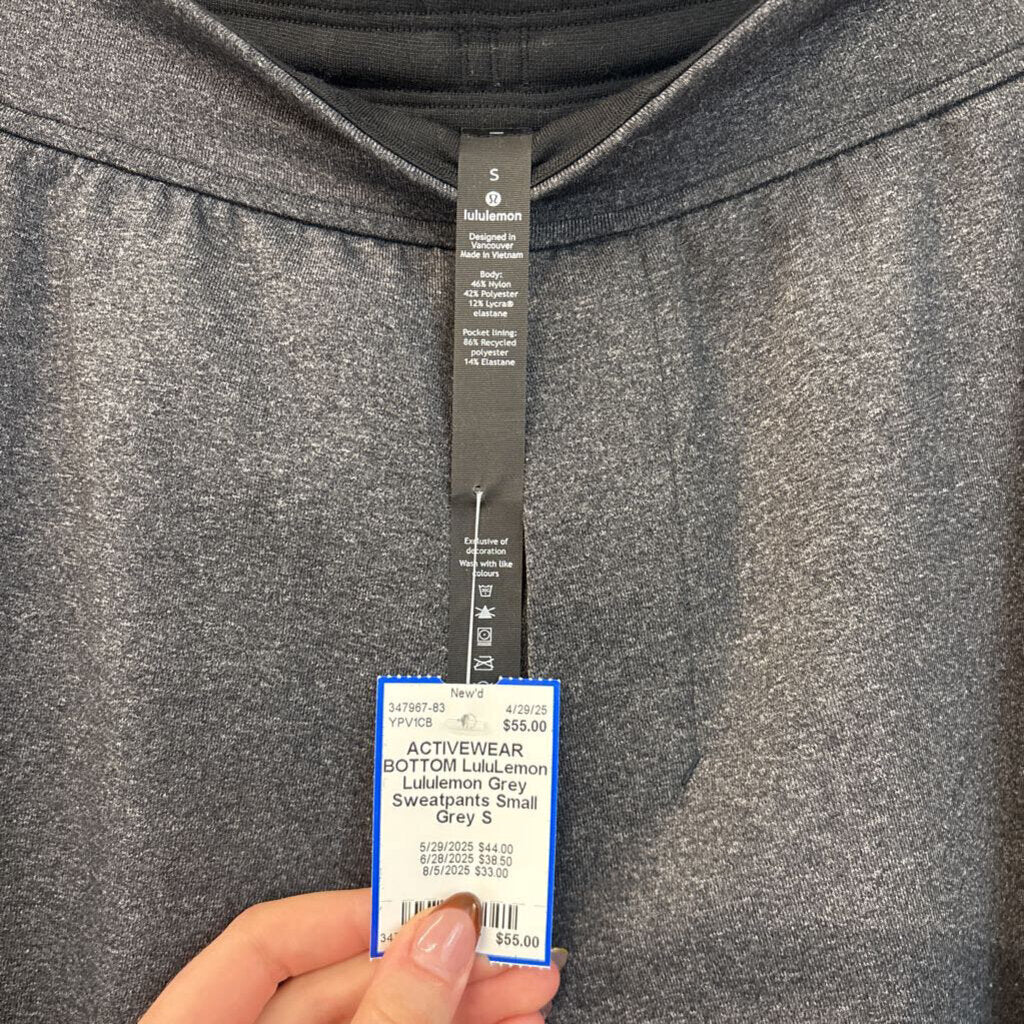 S
lululemon
Designed in
Vancouver
Made in Vietnam
Body:
46% Nylon
42% Polyester
12% Lycra®
elastane
Pocket lining:
86% Recycled
polyester
14% Elastane
Exclusive of
decoration
Wash with like
colours
New'd
347967-83 4/29/25
YPV1CB $55.00
ACTIVEWEAR
BOTTOM LuluLemon
Lululemon Grey
Sweatpants Small
Grey S
5/29/2025 $44.00
6/28/2025 $38.50
8/5/2025 $33.00
347 $55.00